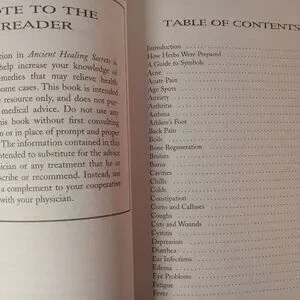 OTE TO THE
READER
tion in Ancient Healing Secrets is
help increase your knowledge of
medics that may relieve health
some cases. This book is intended
e resource only, and does not pur-
medical advice. Do not use any
this book without first consulting
on or in place of prompt and proper
The information contained in this
ntended to substitute for the advice
sician or any treatment that he or
scribe or recommend. Instead, use
a complement to your cooperative
with your physician.
TABLE OF CONTENTS
Introduction
How Herbs Were Prepared
A Guide to Symbols
Acne
Acute Pain
Age Spots
Anxiety
Arthritis
Asthma
Athlete's Foot
Back Pain
Boils
Bone Regeneration
Bruises
Burns
Cavities
Chills
Colds
Constipation
Corns and Calluses
Coughs
Cuts and Wounds
Cystitis
Depression
Diarrhea
Ear Infections
Edema
Eye Problems
Fatigue
Fever